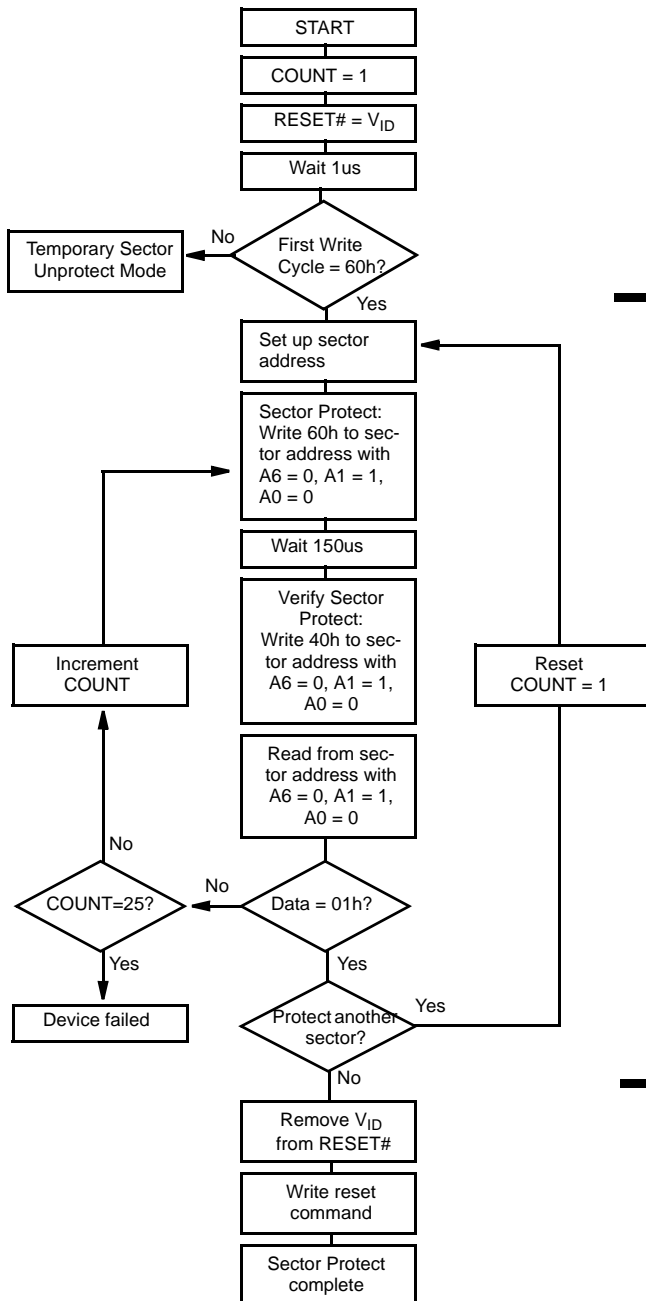 START
COUNT = 1
RESET# = VID
Wait 1us
No
First Write
Cycle = 60h?
Temporary Sector
Unprotect Mode
Yes
Set up sector
address
Sector Protect:
Write 60h to sec-
tor address with
A6 = 0, A1 = 1,
A0 = 0
Wait 150us
Verify Sector
Protect:
Write 40h to sec-
tor address with
A6 = 0, A1 = 1,
A0 = 0
Increment
COUNT
Reset
COUNT = 1
Read from sec-
tor address with
A6 = 0, A1 = 1,
A0 = 0
No
COUNT=25?
No
Data = 01h?
Yes
Yes
Device failed
Protect another
sector?
Yes
No
Remove VID
from RESET#
Write reset
command
Sector Protect
complete